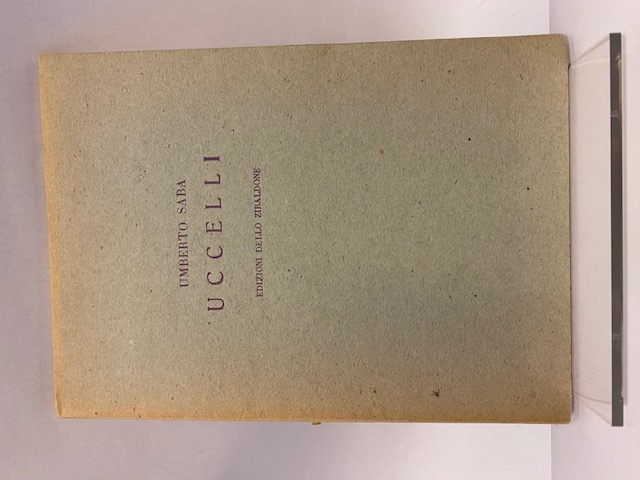 UMBERTO SABA
UCCELLI
EDIZIONI DELLO ZIBALDONE